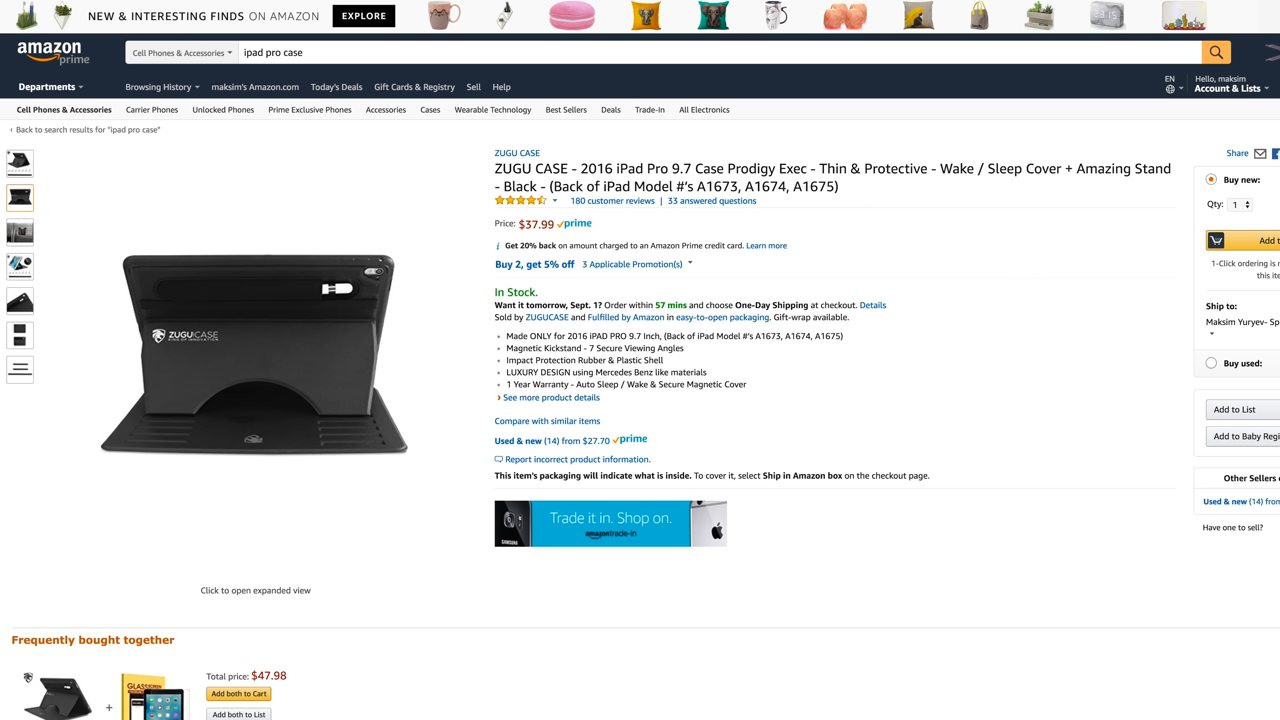 NEW & INTERESTING FINDS ON AMAZON EXPLORE
amazon prime
Cell Phones & Accessories
ipad pro case
Departments
Browsing History
maksim's Amazon.com
Today's Deals
Gift Cards & Registry
Sell
Help
EN
Hello, maksim
Account & Lists
Cell Phones & Accessories
Carrier Phones
Unlocked Phones
Prime Exclusive Phones
Accessories
Cases
Wearable Technology
Best Sellers
Deals
Trade-In
All Electronics
‹ Back to search results for "ipad pro case"
ZUGU CASE
Share
ZUGU CASE - 2016 iPad Pro 9.7 Case Prodigy Exec - Thin & Protective - Wake / Sleep Cover + Amazing Stand
- Black - (Back of iPad Model #'s A1673, A1674, A1675)
180 customer reviews | 33 answered questions
Price: $37.99 prime
Get 20% back on amount charged to an Amazon Prime credit card. Learn more
Buy 2, get 5% off 3 Applicable Promotion(s)
In Stock.
Want it tomorrow, Sept. 1? Order within 57 mins and choose One-Day Shipping at checkout. Details
Sold by ZUGUCASE and Fulfilled by Amazon in easy-to-open packaging. Gift-wrap available.
Made ONLY for 2016 iPAD PRO 9.7 Inch, (Back of iPad Model #'s A1673, A1674, A1675)
Magnetic Kickstand - 7 Secure Viewing Angles
Impact Protection Rubber & Plastic Shell
LUXURY DESIGN using Mercedes Benz like materials
1 Year Warranty - Auto Sleep / Wake & Secure Magnetic Cover
› See more product details
Compare with similar items
Used & new (14) from $27.70 prime
Report incorrect product information.
This item's packaging will indicate what is inside. To cover it, select Ship in Amazon box on the checkout page.
SAMSUNG
Trade it in. Shop on.
amazontrade-in
ZUGU CASE
KING OF INNOVATION
Click to open expanded view
Buy new:
Qty: 1
Add t
1-Click ordering is n
this ite
Ship to:
Maksim Yuryev- Sp
Buy used:
Add to List
Add to Baby Regi
Other Sellers o
Used & new (14) from
Have one to sell?
Frequently bought together
Total price: $47.98
+
Add both to Cart
Add both to List